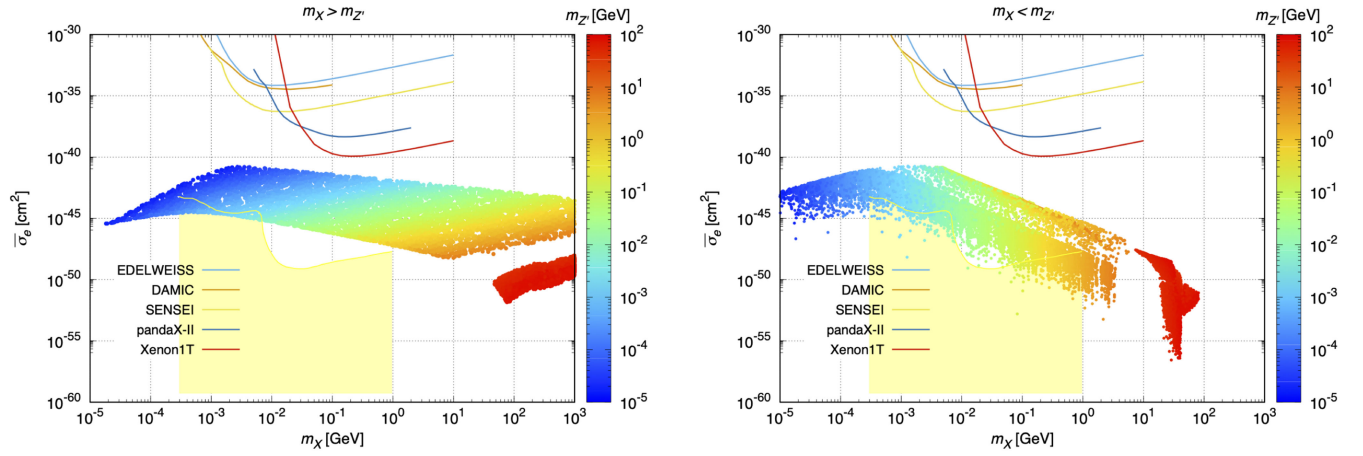 m_X > m_Z'
m_Z' [GeV]
10^-30
10^-35
10^-40
10^-45
10^-50
10^-55
10^-60
σ̅_e [cm²]
EDELWEISS
DAMIC
SENSEI
pandaX-II
Xenon1T
10^-5 10^-4 10^-3 10^-2 10^-1 10^0 10^1 10^2 10^3
m_X [GeV]
10^2
10^1
10^0
10^-1
10^-2
10^-3
10^-4
10^-5
m_X < m_Z'
m_Z' [GeV]
10^-30
10^-35
10^-40
10^-45
10^-50
10^-55
10^-60
σ̅_e [cm²]
EDELWEISS
DAMIC
SENSEI
pandaX-II
Xenon1T
10^-5 10^-4 10^-3 10^-2 10^-1 10^0 10^1 10^2 10^3
m_X [GeV]
10^2
10^1
10^0
10^-1
10^-2
10^-3
10^-4
10^-5